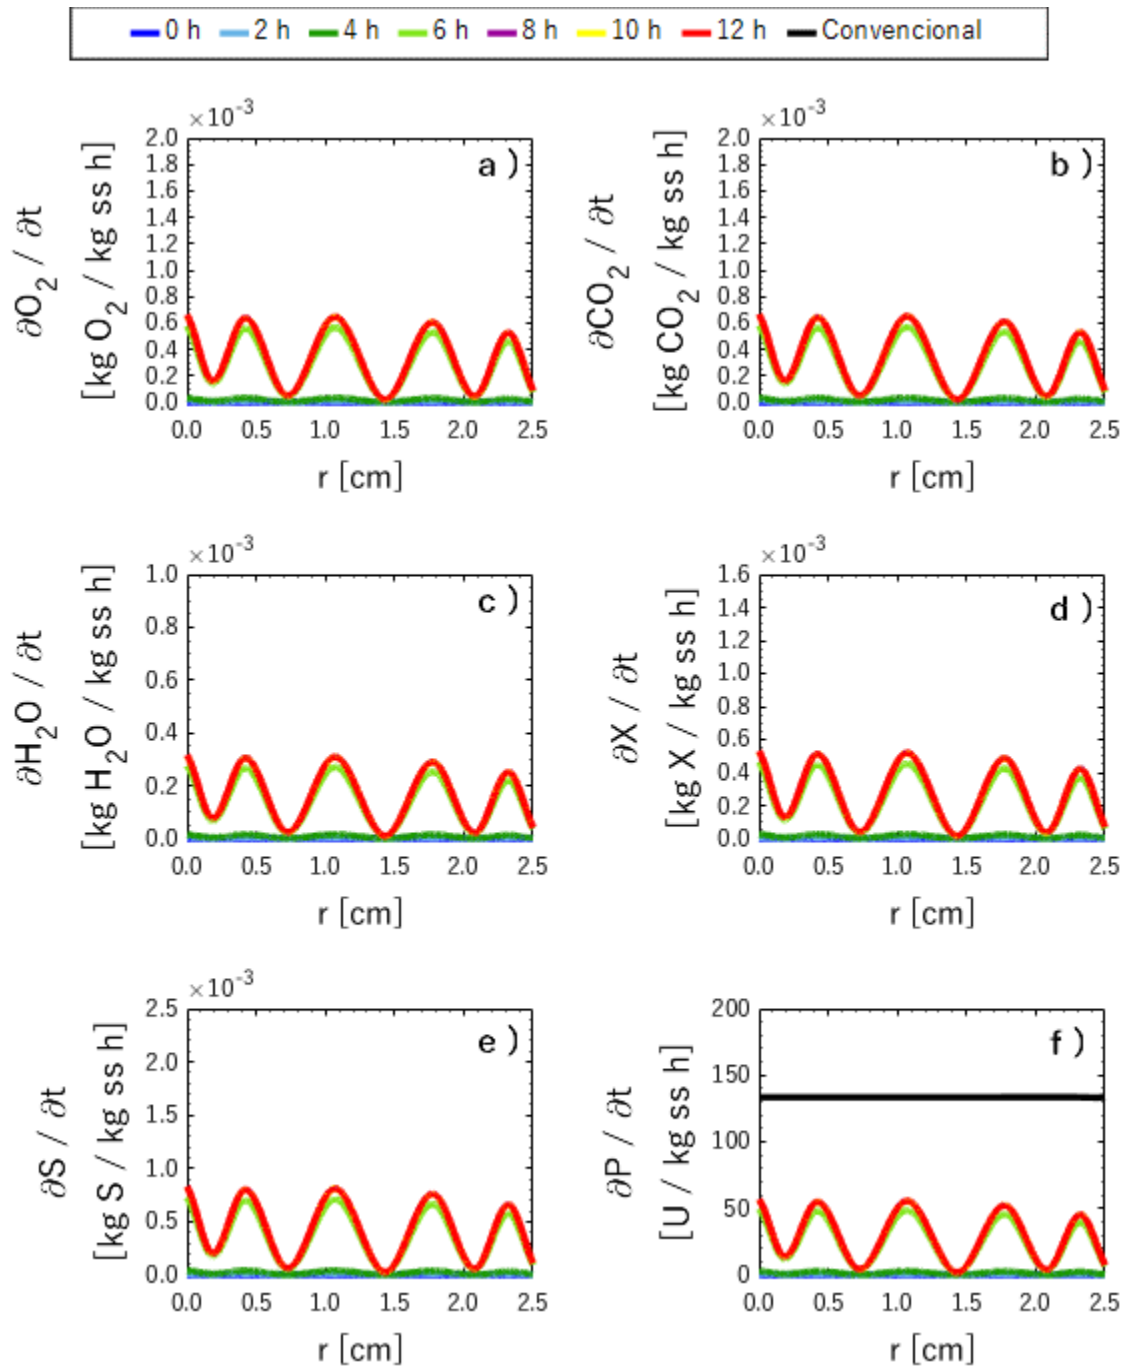 0 h 2 h 4 h 6 h 8 h 10 h 12 h Convencional
×10⁻³
2.0
1.8
1.6
1.4
1.2
1.0
0.8
0.6
0.4
0.2
0.0
0.0 0.5 1.0 1.5 2.0 2.5
r [cm]
∂O₂ / ∂t
[kg O₂ / kg ss h]
a )
×10⁻³
2.0
1.8
1.6
1.4
1.2
1.0
0.8
0.6
0.4
0.2
0.0
0.0 0.5 1.0 1.5 2.0 2.5
r [cm]
∂CO₂ / ∂t
[kg CO₂ / kg ss h]
b )
×10⁻³
1.0
0.8
0.6
0.4
0.2
0.0
0.0 0.5 1.0 1.5 2.0 2.5
r [cm]
∂H₂O / ∂t
[kg H₂O / kg ss h]
c )
×10⁻³
1.6
1.4
1.2
1.0
0.8
0.6
0.4
0.2
0.0
0.0 0.5 1.0 1.5 2.0 2.5
r [cm]
∂X / ∂t
[kg X / kg ss h]
d )
×10⁻³
2.5
2.0
1.5
1.0
0.5
0.0
0.0 0.5 1.0 1.5 2.0 2.5
r [cm]
∂S / ∂t
[kg S / kg ss h]
e )
200
150
100
50
0
0.0 0.5 1.0 1.5 2.0 2.5
r [cm]
∂P / ∂t
[U / kg ss h]
f )